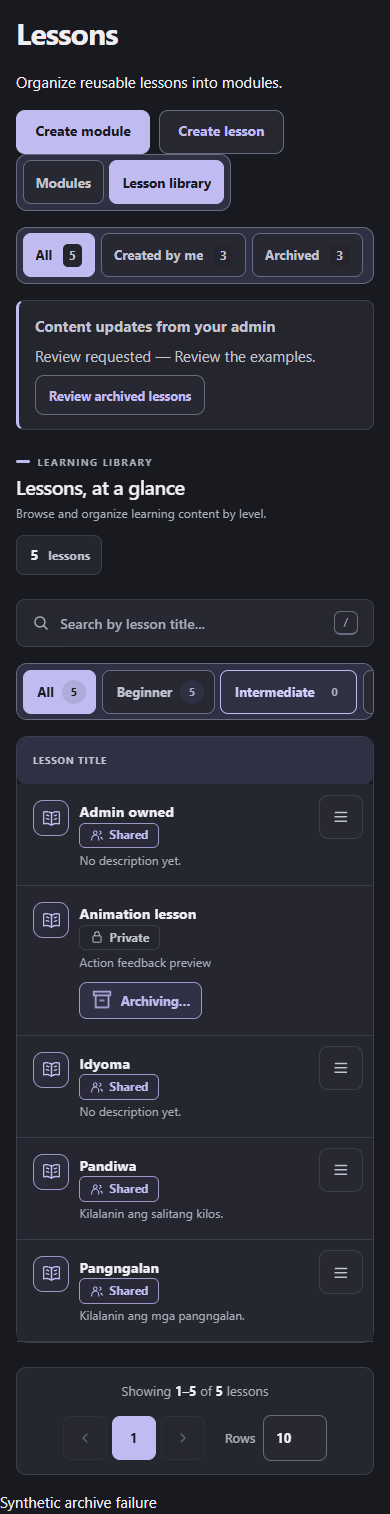 Lessons
Organize reusable lessons into modules.
Create module Create lesson
Modules Lesson library
All 5 Created by me 3 Archived 3
Content updates from your admin
Review requested — Review the examples.
Review archived lessons
LEARNING LIBRARY
Lessons, at a glance
Browse and organize learning content by level.
5 lessons
Search by lesson title... /
All 5 Beginner 5 Intermediate 0
LESSON TITLE
Admin owned
Shared
No description yet.
Animation lesson
Private
Action feedback preview
Archiving...
Idyoma
Shared
No description yet.
Pandiwa
Shared
Kilalanin ang salitang kilos.
Pangngalan
Shared
Kilalanin ang mga pangngalan.
Showing 1–5 of 5 lessons
1 Rows 10
Synthetic archive failure